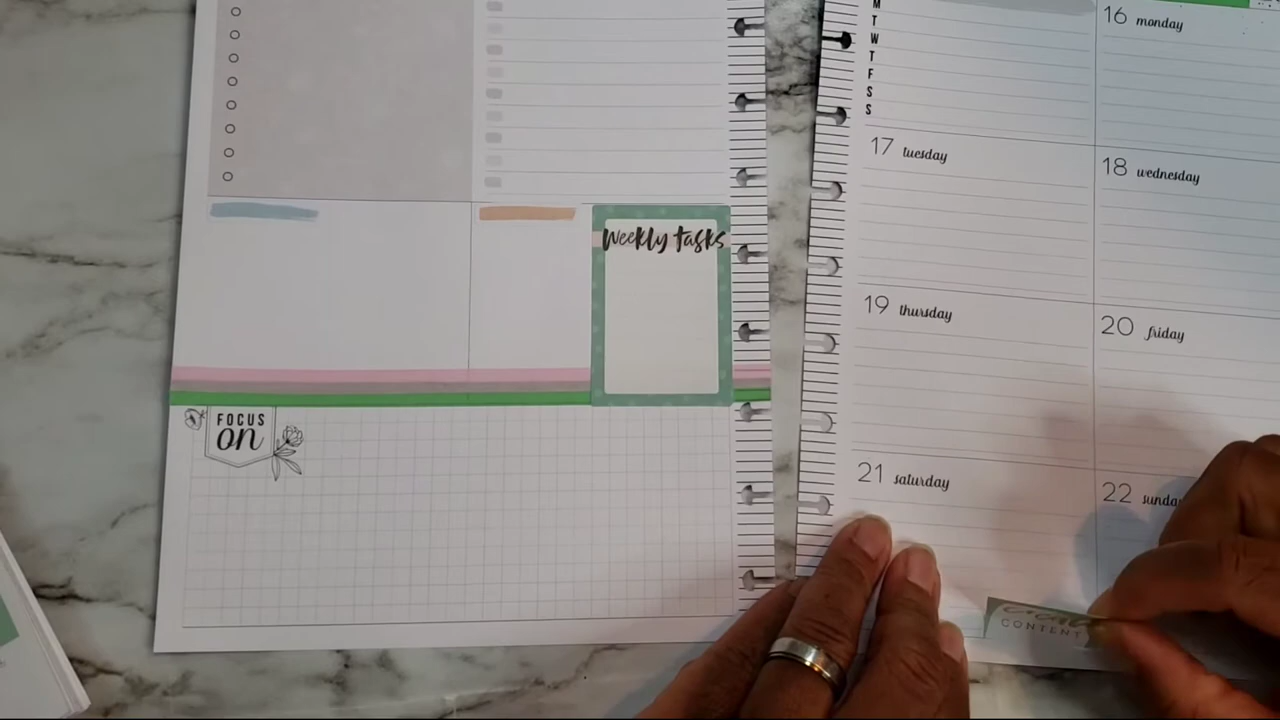 Weekly tasks
FOCUS
on
M
T
W
T
F
S
S
16 monday
17 tuesday
18 wednesday
19 thursday
20 friday
21 saturday
22
CONTENT